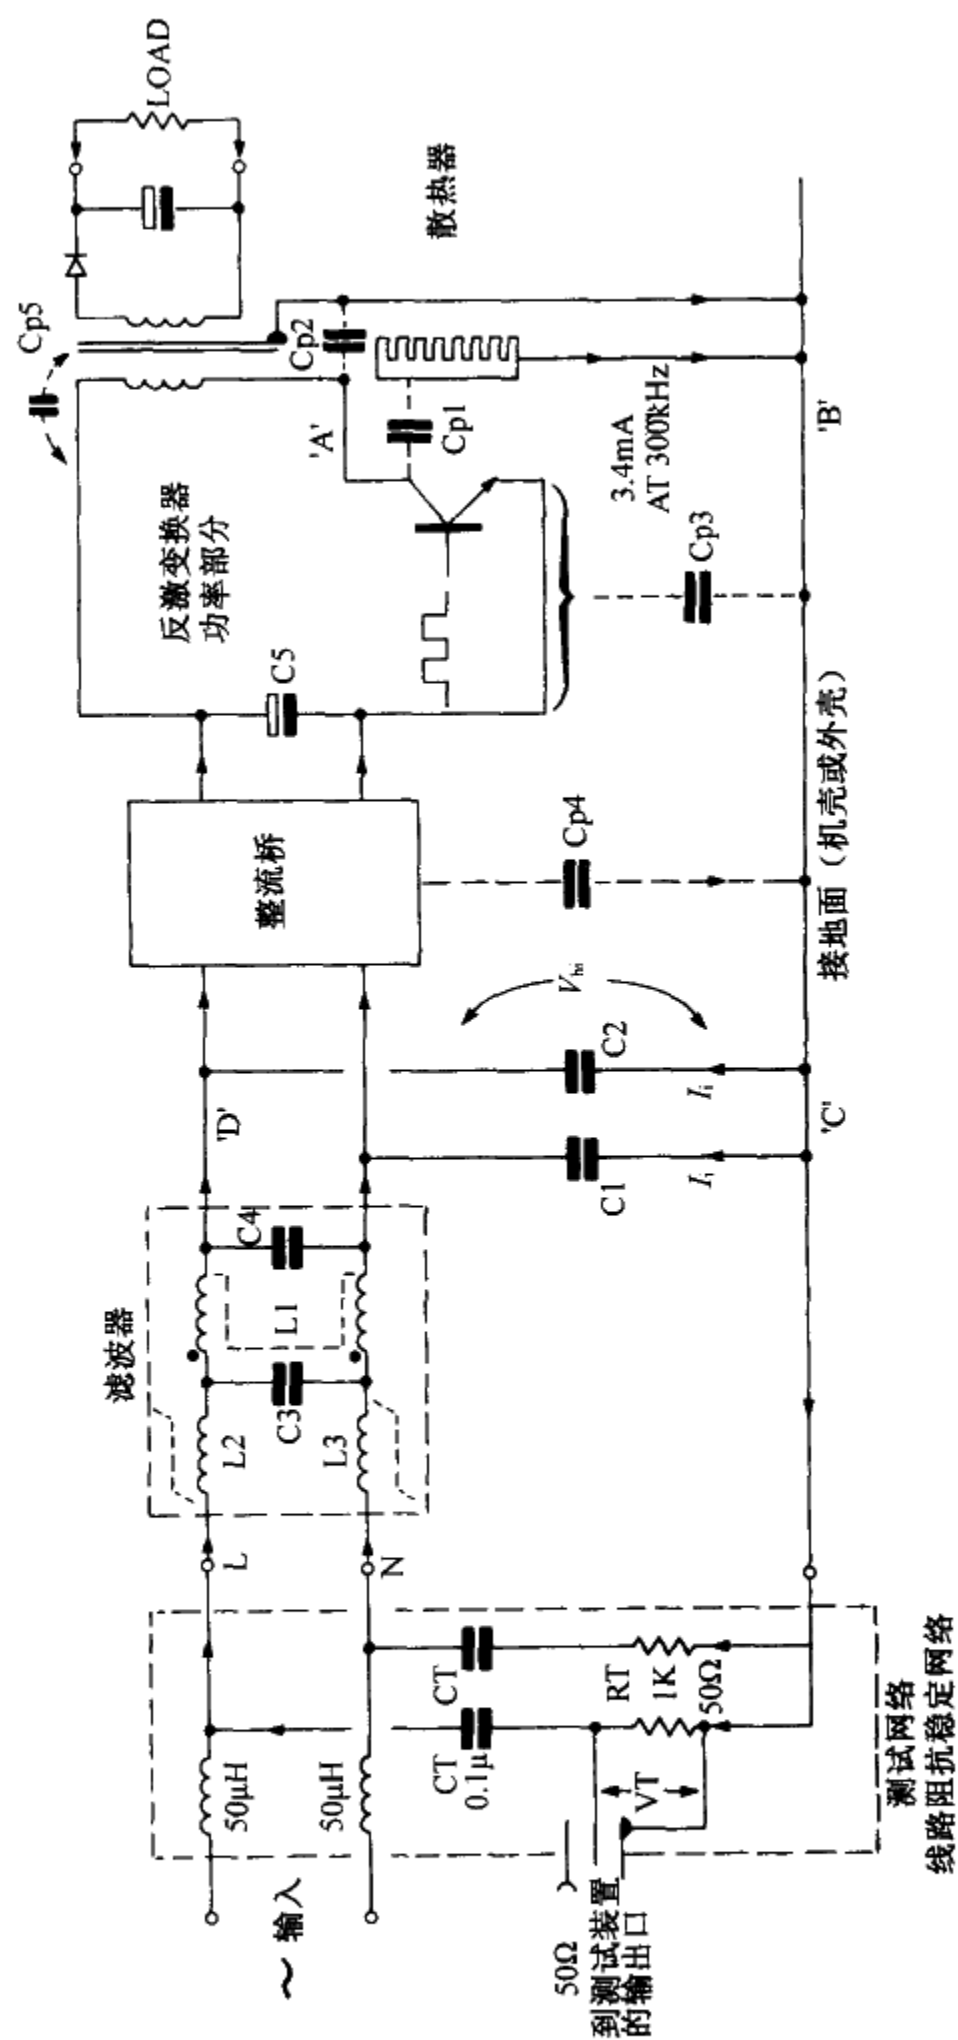 LOAD
Cp5
散热器
Cp2
'A'
Cp1
反激变换器
功率部分
3.4mA
AT 300kHz
'B'
C5
Cp3
整流桥
Cp4
接地面（机壳或外壳）
Vhi
C2
Ii
'C'
'D'
C1
Ii
滤波器
C4
L1
C3
L2
L3
L
N
CT
RT
1K
50Ω
CT
0.1μ
VT
50μH
50μH
测试网络
线路阻抗稳定网络
～输入
50Ω
到测试装置
的输出口